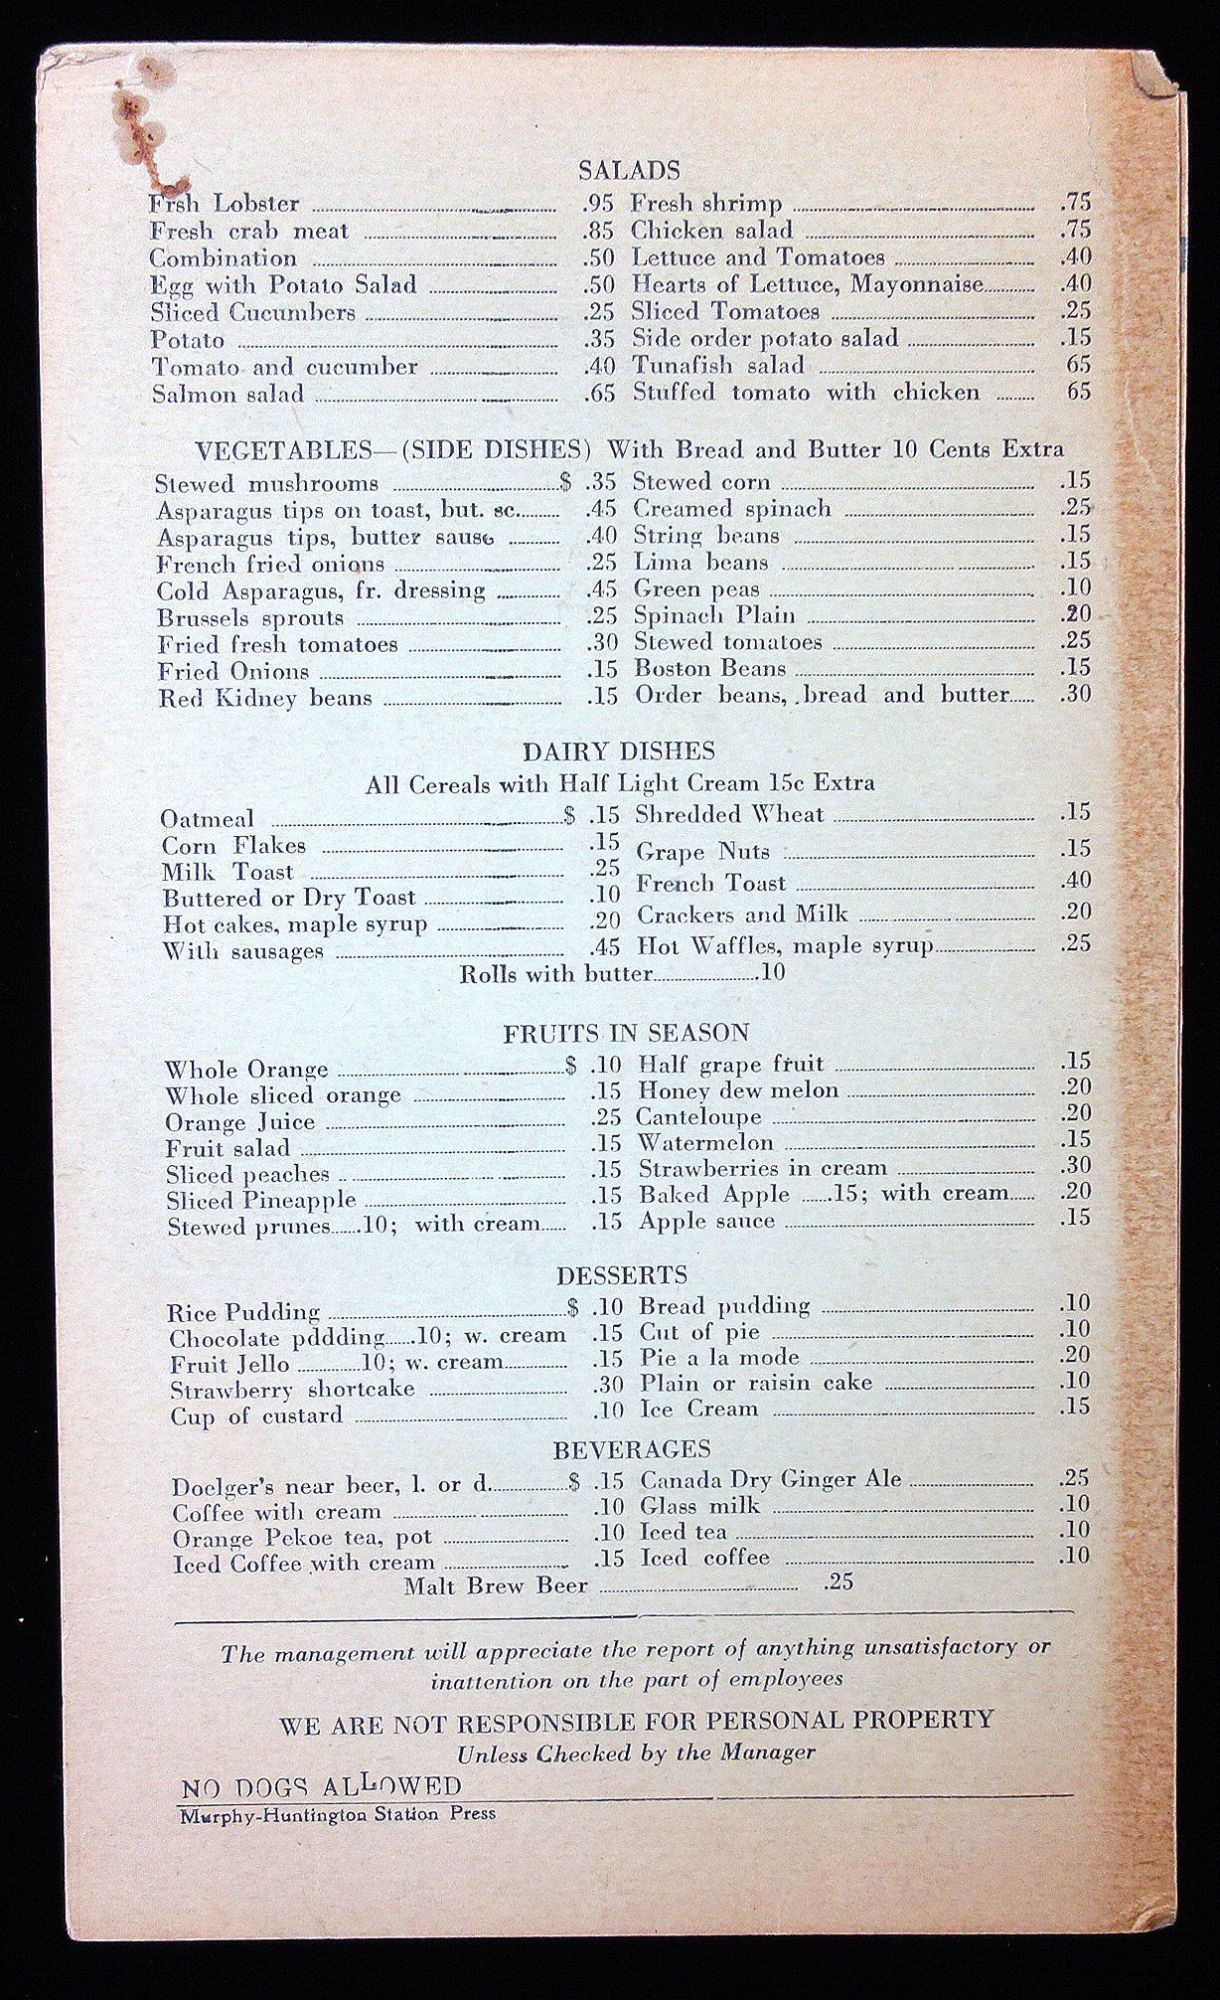 SALADS
Frsh Lobster .95 Fresh shrimp .75
Fresh crab meat .85 Chicken salad .75
Combination .50 Lettuce and Tomatoes .40
Egg with Potato Salad .50 Hearts of Lettuce, Mayonnaise .40
Sliced Cucumbers .25 Sliced Tomatoes .25
Potato .35 Side order potato salad .15
Tomato and cucumber .40 Tunafish salad 65
Salmon salad .65 Stuffed tomato with chicken 65
VEGETABLES—(SIDE DISHES) With Bread and Butter 10 Cents Extra
Stewed mushrooms $ .35 Stewed corn .15
Asparagus tips on toast, but. sc. .45 Creamed spinach .25
Asparagus tips, butter sause .40 String beans .15
French fried onions .25 Lima beans .15
Cold Asparagus, fr. dressing .45 Green peas .10
Brussels sprouts .25 Spinach Plain .20
Fried fresh tomatoes .30 Stewed tomatoes .25
Fried Onions .15 Boston Beans .15
Red Kidney beans .15 Order beans, bread and butter .30
DAIRY DISHES
All Cereals with Half Light Cream 15c Extra
Oatmeal $ .15 Shredded Wheat .15
Corn Flakes .15 Grape Nuts .15
Milk Toast .25 French Toast .40
Buttered or Dry Toast .10 Crackers and Milk .20
Hot cakes, maple syrup .20 Hot Waffles, maple syrup .25
With sausages .45
Rolls with butter .10
FRUITS IN SEASON
Whole Orange $ .10 Half grape fruit .15
Whole sliced orange .15 Honey dew melon .20
Orange Juice .25 Canteloupe .20
Fruit salad .15 Watermelon .15
Sliced peaches .15 Strawberries in cream .30
Sliced Pineapple .15 Baked Apple .15; with cream .20
Stewed prunes .10; with cream .15 Apple sauce .15
DESSERTS
Rice Pudding $ .10 Bread pudding .10
Chocolate pddding .10; w. cream .15 Cut of pie .10
Fruit Jello .10; w. cream .15 Pie a la mode .20
Strawberry shortcake .30 Plain or raisin cake .10
Cup of custard .10 Ice Cream .15
BEVERAGES
Doelger's near beer, l. or d. $ .15 Canada Dry Ginger Ale .25
Coffee with cream .10 Glass milk .10
Orange Pekoe tea, pot .10 Iced tea .10
Iced Coffee with cream .15 Iced coffee .10
Malt Brew Beer .25
The management will appreciate the report of anything unsatisfactory or
inattention on the part of employees
WE ARE NOT RESPONSIBLE FOR PERSONAL PROPERTY
Unless Checked by the Manager
NO DOGS ALLOWED
Murphy-Huntington Station Press